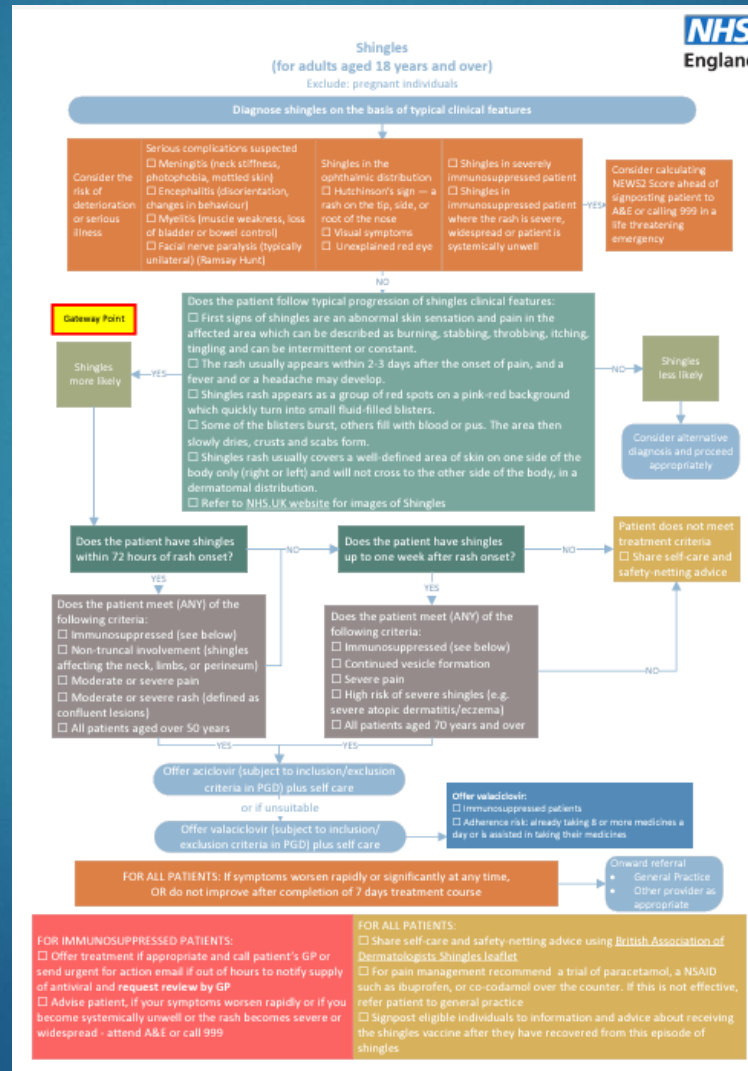 NHS
England
Shingles
(for adults aged 18 years and over)
Exclude: pregnant individuals
Diagnose shingles on the basis of typical clinical features
Consider the
risk of
deterioration
or serious
illness
Serious complications suspected
☐ Meningitis (neck stiffness,
photophobia, mottled skin)
☐ Encephalitis (disorientation,
changes in behaviour)
☐ Myelitis (muscle weakness, loss
of bladder or bowel control)
☐ Facial nerve paralysis (typically
unilateral) (Ramsay Hunt)
Shingles in the
ophthalmic distribution
☐ Hutchinson's sign — a
rash on the tip, side, or
root of the nose
☐ Visual symptoms
☐ Unexplained red eye
☐ Shingles in severely
immunosuppressed patient
☐ Shingles in
immunosuppressed patient
where the rash is severe,
widespread or patient is
systemically unwell
YES
Consider calculating
NEWS2 Score ahead of
signposting patient to
A&E or calling 999 in a
life threatening
emergency
NO
Gateway Point
Does the patient follow typical progression of shingles clinical features:
☐ First signs of shingles are an abnormal skin sensation and pain in the
affected area which can be described as burning, stabbing, throbbing, itching,
tingling and can be intermittent or constant.
☐ The rash usually appears within 2-3 days after the onset of pain, and a
fever and or a headache may develop.
☐ Shingles rash appears as a group of red spots on a pink-red background
which quickly turn into small fluid-filled blisters.
☐ Some of the blisters burst, others fill with blood or pus. The area then
slowly dries, crusts and scabs form.
☐ Shingles rash usually covers a well-defined area of skin on one side of the
body only (right or left) and will not cross to the other side of the body, in a
dermatomal distribution.
☐ Refer to NHS.UK website for images of Shingles
YES
Shingles
more likely
NO
Shingles
less likely
Consider alternative
diagnosis and proceed
appropriately
Does the patient have shingles
within 72 hours of rash onset?
NO
Does the patient have shingles
up to one week after rash onset?
NO
Patient does not meet
treatment criteria
☐ Share self-care and
safety-netting advice
YES
YES
Does the patient meet (ANY) of the
following criteria:
☐ Immunosuppressed (see below)
☐ Non-truncal involvement (shingles
affecting the neck, limbs, or perineum)
☐ Moderate or severe pain
☐ Moderate or severe rash (defined as
confluent lesions)
☐ All patients aged over 50 years
Does the patient meet (ANY) of the
following criteria:
☐ Immunosuppressed (see below)
☐ Continued vesicle formation
☐ Severe pain
☐ High risk of severe shingles (e.g.
severe atopic dermatitis/eczema)
☐ All patients aged 70 years and over
NO
YES
YES
Offer aciclovir (subject to inclusion/exclusion
criteria in PGD) plus self care
or if unsuitable
Offer valaciclovir (subject to inclusion/
exclusion criteria in PGD) plus self care
Offer valaciclovir:
☐ Immunosuppressed patients
☐ Adherence risk: already taking 8 or more medicines a
day or is assisted in taking their medicines
FOR ALL PATIENTS: If symptoms worsen rapidly or significantly at any time,
OR do not improve after completion of 7 days treatment course
Onward referral
• General Practice
• Other provider as
appropriate
FOR IMMUNOSUPPRESSED PATIENTS:
☐ Offer treatment if appropriate and call patient's GP or
send urgent for action email if out of hours to notify supply
of antiviral and request review by GP
☐ Advise patient, if your symptoms worsen rapidly or if you
become systemically unwell or the rash becomes severe or
widespread - attend A&E or call 999
FOR ALL PATIENTS:
☐ Share self-care and safety-netting advice using British Association of
Dermatologists Shingles leaflet
☐ For pain management recommend a trial of paracetamol, a NSAID
such as ibuprofen, or co-codamol over the counter. If this is not effective,
refer patient to general practice
☐ Signpost eligible individuals to information and advice about receiving
the shingles vaccine after they have recovered from this episode of
shingles